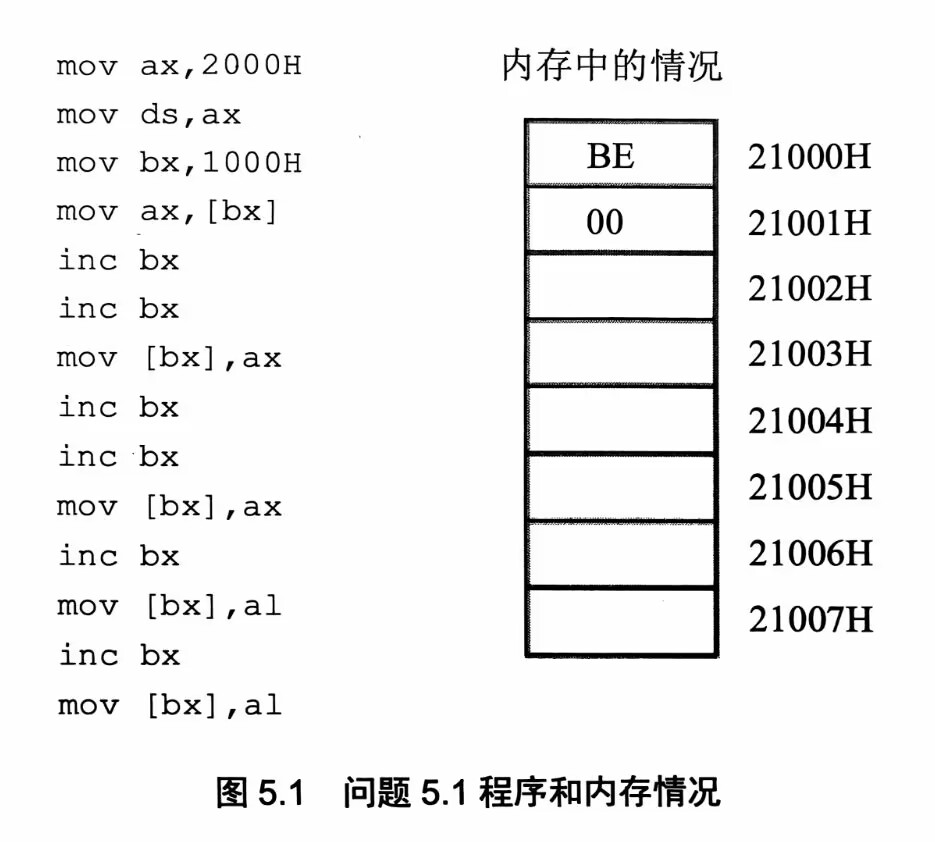 mov ax,2000H
mov ds,ax
mov bx,1000H
mov ax,[bx]
inc bx
inc bx
mov [bx],ax
inc bx
inc bx
mov [bx],ax
inc bx
mov [bx],al
inc bx
mov [bx],al
内存中的情况
BE 21000H
00 21001H
21002H
21003H
21004H
21005H
21006H
21007H
图 5.1 问题 5.1 程序和内存情况